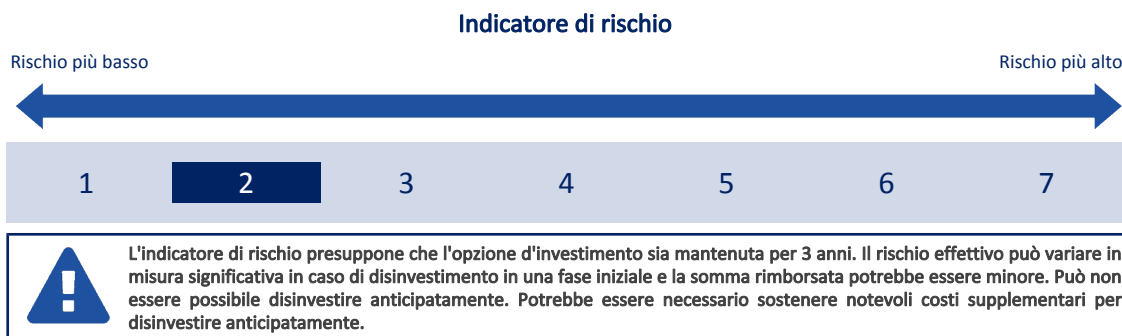 Indicatore di rischio
Rischio più basso Rischio più alto
1 2 3 4 5 6 7
L'indicatore di rischio presuppone che l'opzione d'investimento sia mantenuta per 3 anni. Il rischio effettivo può variare in
misura significativa in caso di disinvestimento in una fase iniziale e la somma rimborsata potrebbe essere minore. Può non
essere possibile disinvestire anticipatamente. Potrebbe essere necessario sostenere notevoli costi supplementari per
disinvestire anticipatamente.